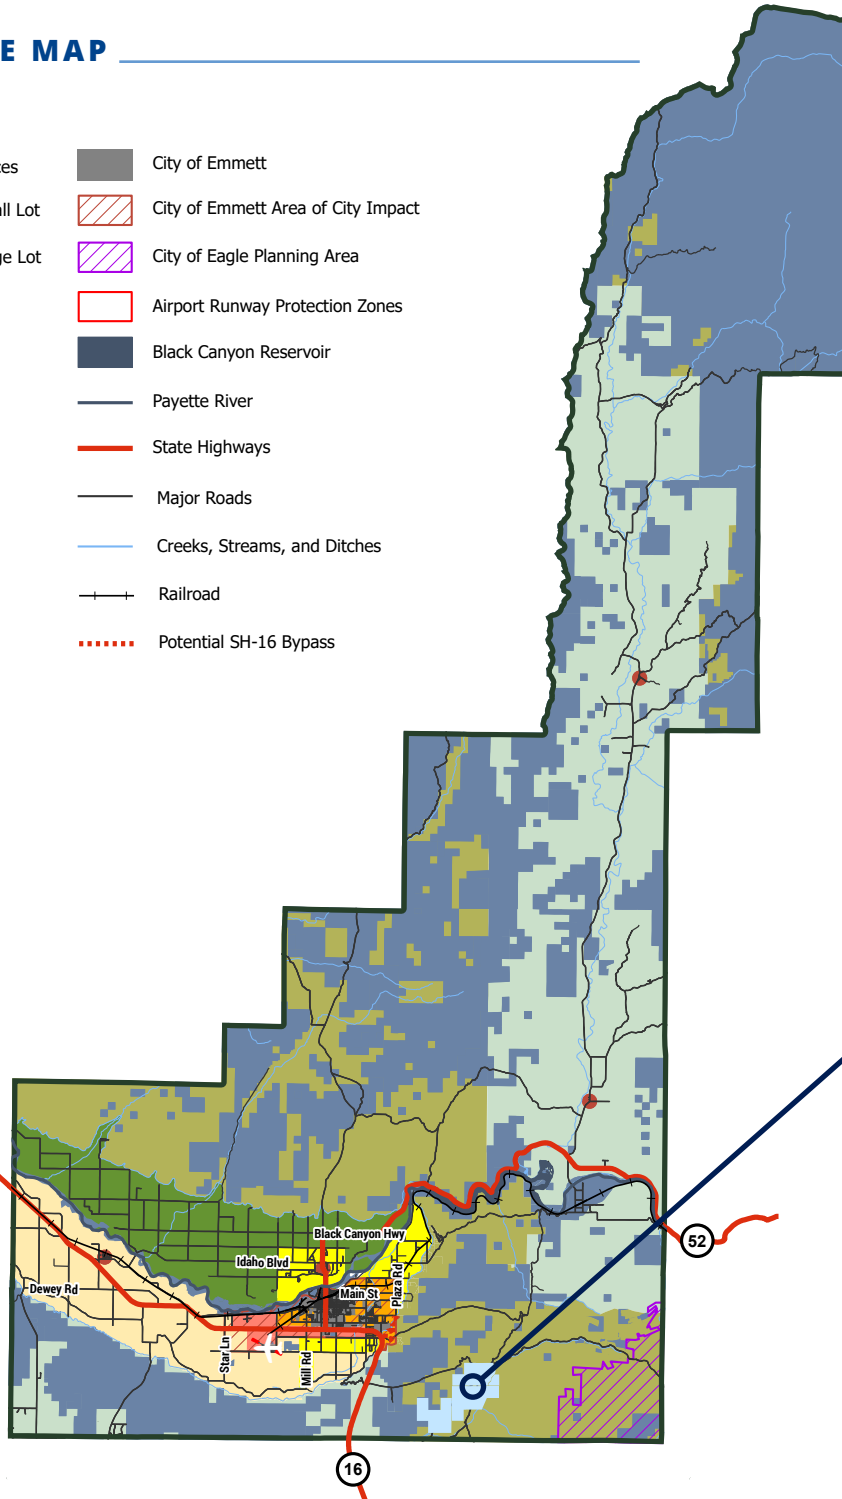 E MAP
City of Emmett
City of Emmett Area of City Impact
all Lot
City of Eagle Planning Area
ge Lot
Airport Runway Protection Zones
Black Canyon Reservoir
Payette River
State Highways
Major Roads
Creeks, Streams, and Ditches
Railroad
Potential SH-16 Bypass
Black Canyon Hwy
52
Idaho Blvd
Plaza Rd
Dewey Rd
Main St
Star Ln
Mill Rd
16